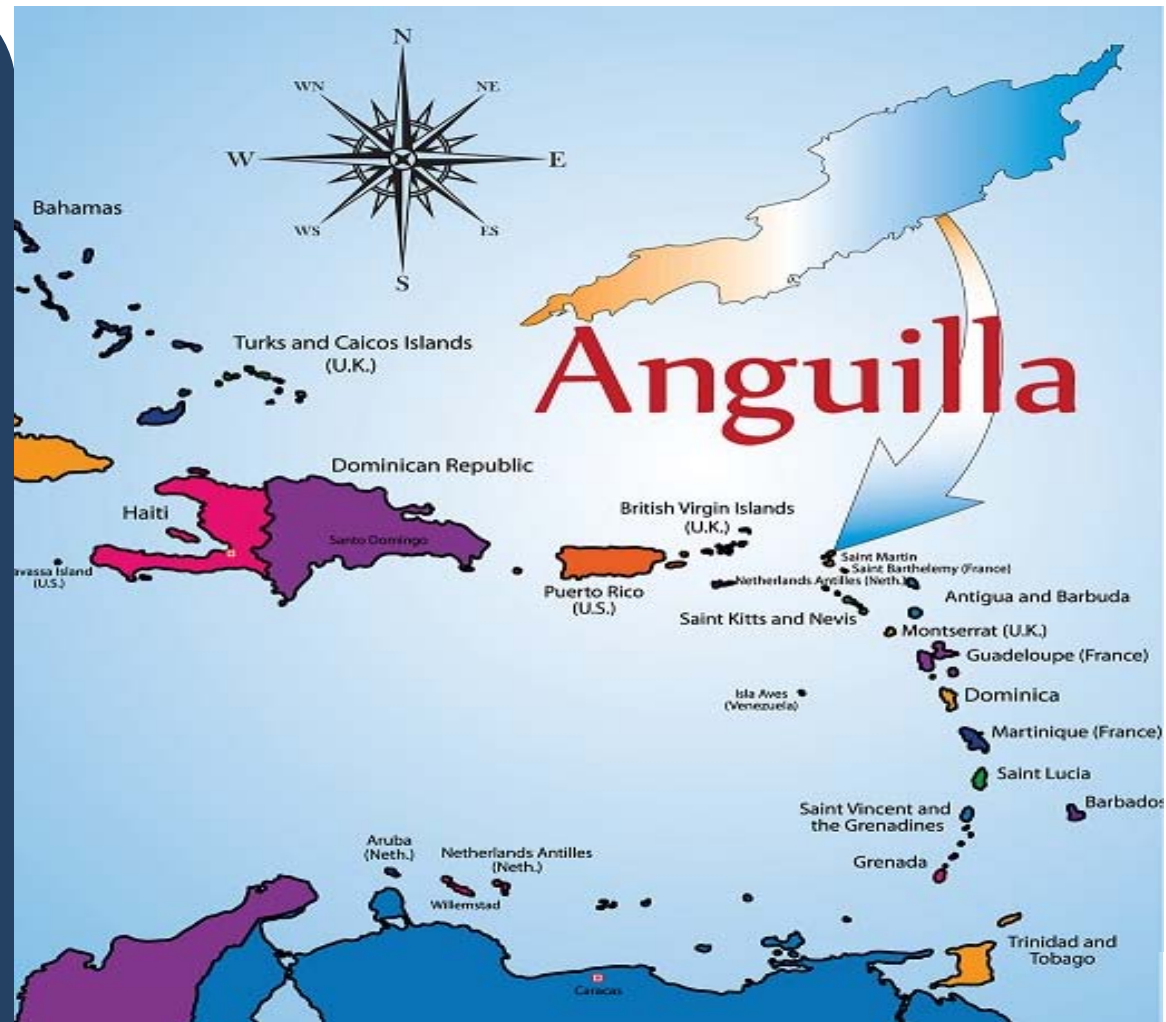 N
WN
NE
W
E
WS
ES
S
Bahamas
Turks and Caicos Islands
(U.K.)
Anguilla
Dominican Republic
Haiti
Santo Domingo
British Virgin Islands
(U.K.)
avassa Island
(U.S.)
Puerto Rico
(U.S.)
Saint Martin
Saint Barthelemy (France)
Netherlands Antilles (Neth.)
Antigua and Barbuda
Saint Kitts and Nevis
Montserrat (U.K.)
Guadeloupe (France)
Isla Aves
(Venezuela)
Dominica
Martinique (France)
Saint Lucia
Barbados
Saint Vincent and
the Grenadines
Grenada
Aruba
(Neth.)
Netherlands Antilles
(Neth.)
Willemstad
Trinidad and
Tobago
Caracas